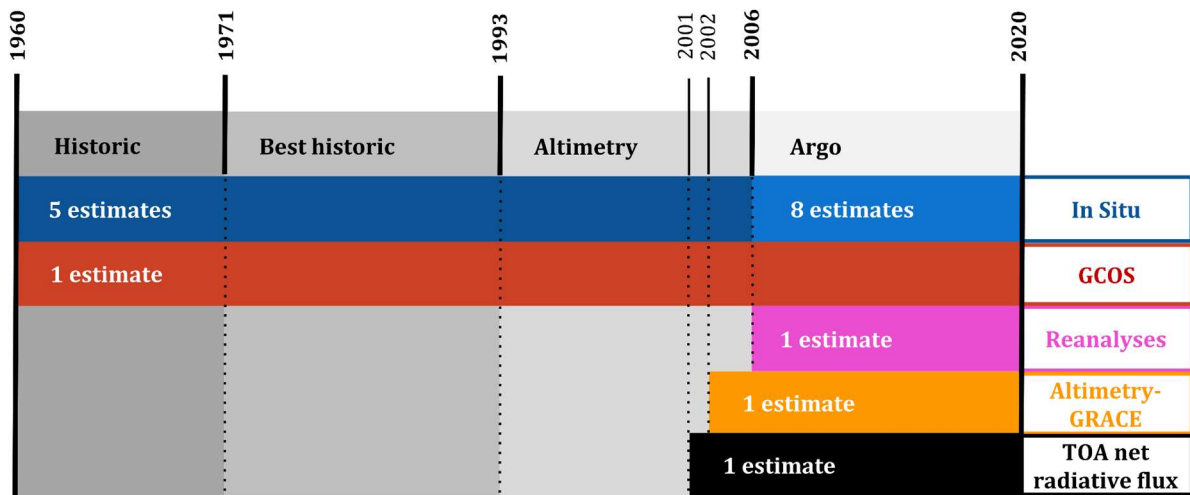 1960
1971
1993
2001
2002
2006
2020
Historic
Best historic
Altimetry
Argo
5 estimates
8 estimates
In Situ
1 estimate
GCOS
1 estimate
Reanalyses
1 estimate
Altimetry-
GRACE
1 estimate
TOA net
radiative flux